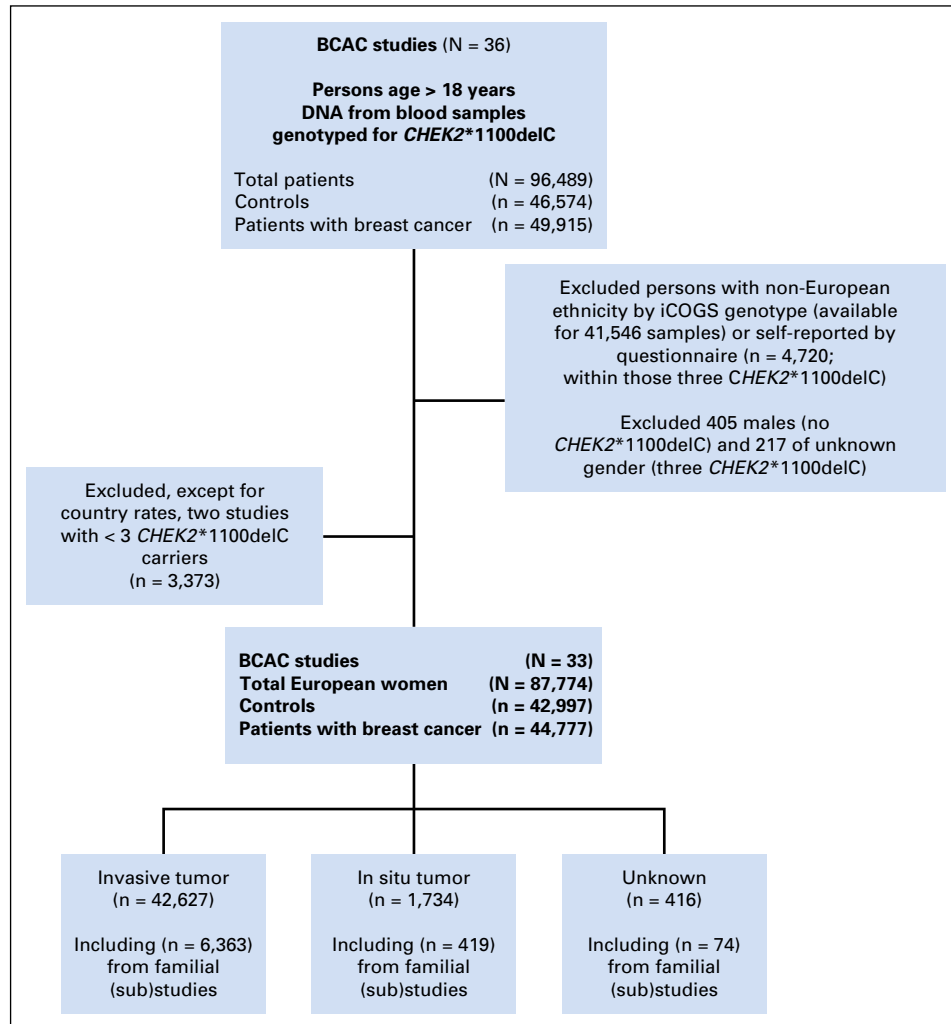 BCAC studies (N = 36)
Persons age > 18 years
DNA from blood samples
genotyped for CHEK2*1100delC
Total patients (N = 96,489)
Controls (n = 46,574)
Patients with breast cancer (n = 49,915)
Excluded persons with non-European
ethnicity by iCOGS genotype (available
for 41,546 samples) or self-reported by
questionnaire (n = 4,720;
within those three CHEK2*1100delC)
Excluded 405 males (no
CHEK2*1100delC) and 217 of unknown
gender (three CHEK2*1100delC)
Excluded, except for
country rates, two studies
with < 3 CHEK2*1100delC
carriers
(n = 3,373)
BCAC studies (N = 33)
Total European women (N = 87,774)
Controls (n = 42,997)
Patients with breast cancer (n = 44,777)
Invasive tumor
(n = 42,627)
Including (n = 6,363)
from familial
(sub)studies
In situ tumor
(n = 1,734)
Including (n = 419)
from familial
(sub)studies
Unknown
(n = 416)
Including (n = 74)
from familial
(sub)studies